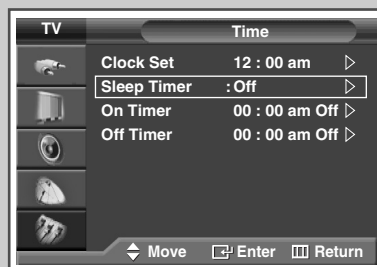 TV Time
Clock Set 12 : 00 am
Sleep Timer : Off
On Timer 00 : 00 am Off
Off Timer 00 : 00 am Off
Move Enter Return